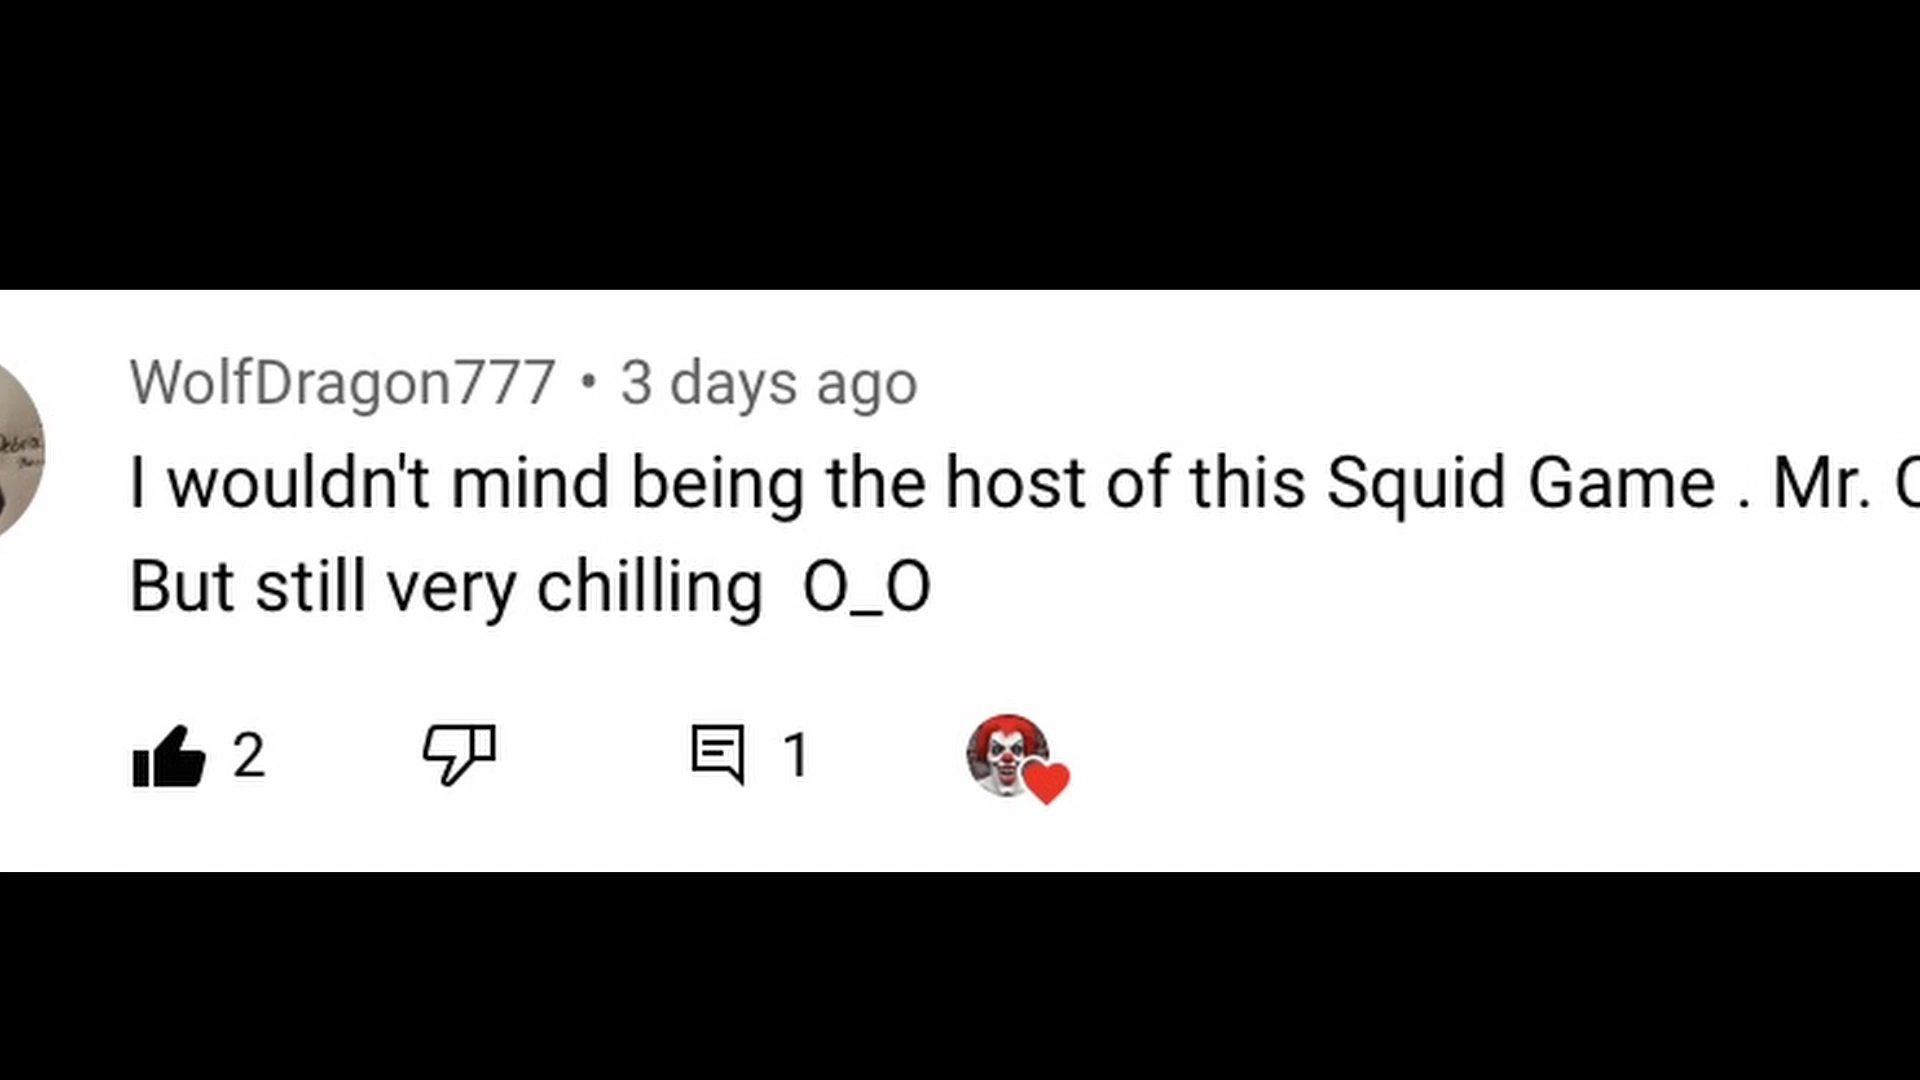 WolfDragon777 • 3 days ago
I wouldn't mind being the host of this Squid Game . Mr.
But still very chilling O_O
2
1